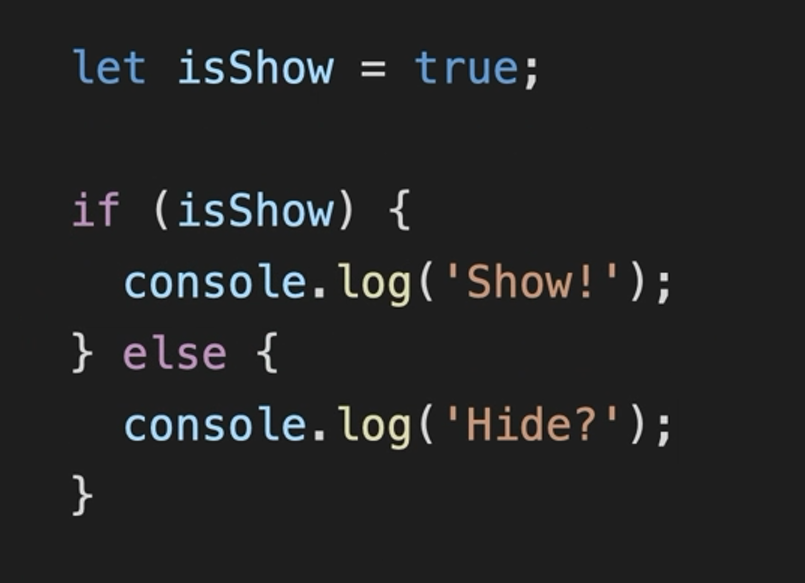 let isShow = true;
if (isShow) {
  console.log('Show!');
} else {
  console.log('Hide?');
}